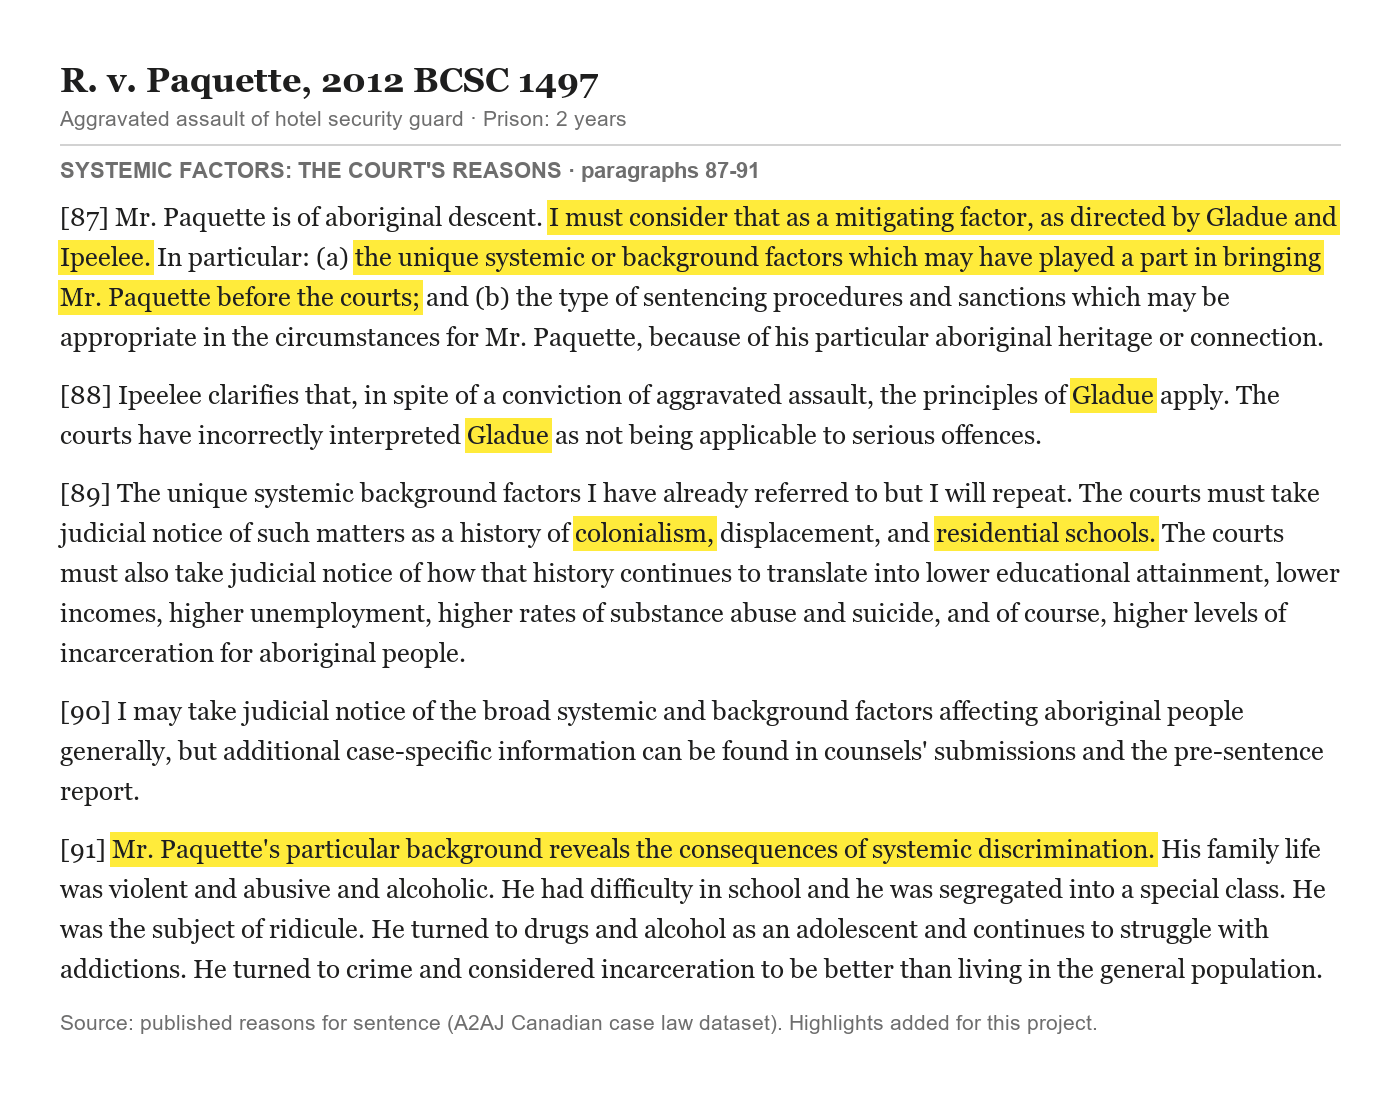 R. v. Paquette, 2012 BCSC 1497
Aggravated assault of hotel security guard · Prison: 2 years
SYSTEMIC FACTORS: THE COURT'S REASONS · paragraphs 87-91
[87] Mr. Paquette is of aboriginal descent. I must consider that as a mitigating factor, as directed by Gladue and
Ipeelee. In particular: (a) the unique systemic or background factors which may have played a part in bringing
Mr. Paquette before the courts; and (b) the type of sentencing procedures and sanctions which may be
appropriate in the circumstances for Mr. Paquette, because of his particular aboriginal heritage or connection.
[88] Ipeelee clarifies that, in spite of a conviction of aggravated assault, the principles of Gladue apply. The
courts have incorrectly interpreted Gladue as not being applicable to serious offences.
[89] The unique systemic background factors I have already referred to but I will repeat. The courts must take
judicial notice of such matters as a history of colonialism, displacement, and residential schools. The courts
must also take judicial notice of how that history continues to translate into lower educational attainment, lower
incomes, higher unemployment, higher rates of substance abuse and suicide, and of course, higher levels of
incarceration for aboriginal people.
[90] I may take judicial notice of the broad systemic and background factors affecting aboriginal people
generally, but additional case-specific information can be found in counsels' submissions and the pre-sentence
report.
[91] Mr. Paquette's particular background reveals the consequences of systemic discrimination. His family life
was violent and abusive and alcoholic. He had difficulty in school and he was segregated into a special class. He
was the subject of ridicule. He turned to drugs and alcohol as an adolescent and continues to struggle with
addictions. He turned to crime and considered incarceration to be better than living in the general population.
Source: published reasons for sentence (A2AJ Canadian case law dataset). Highlights added for this project.